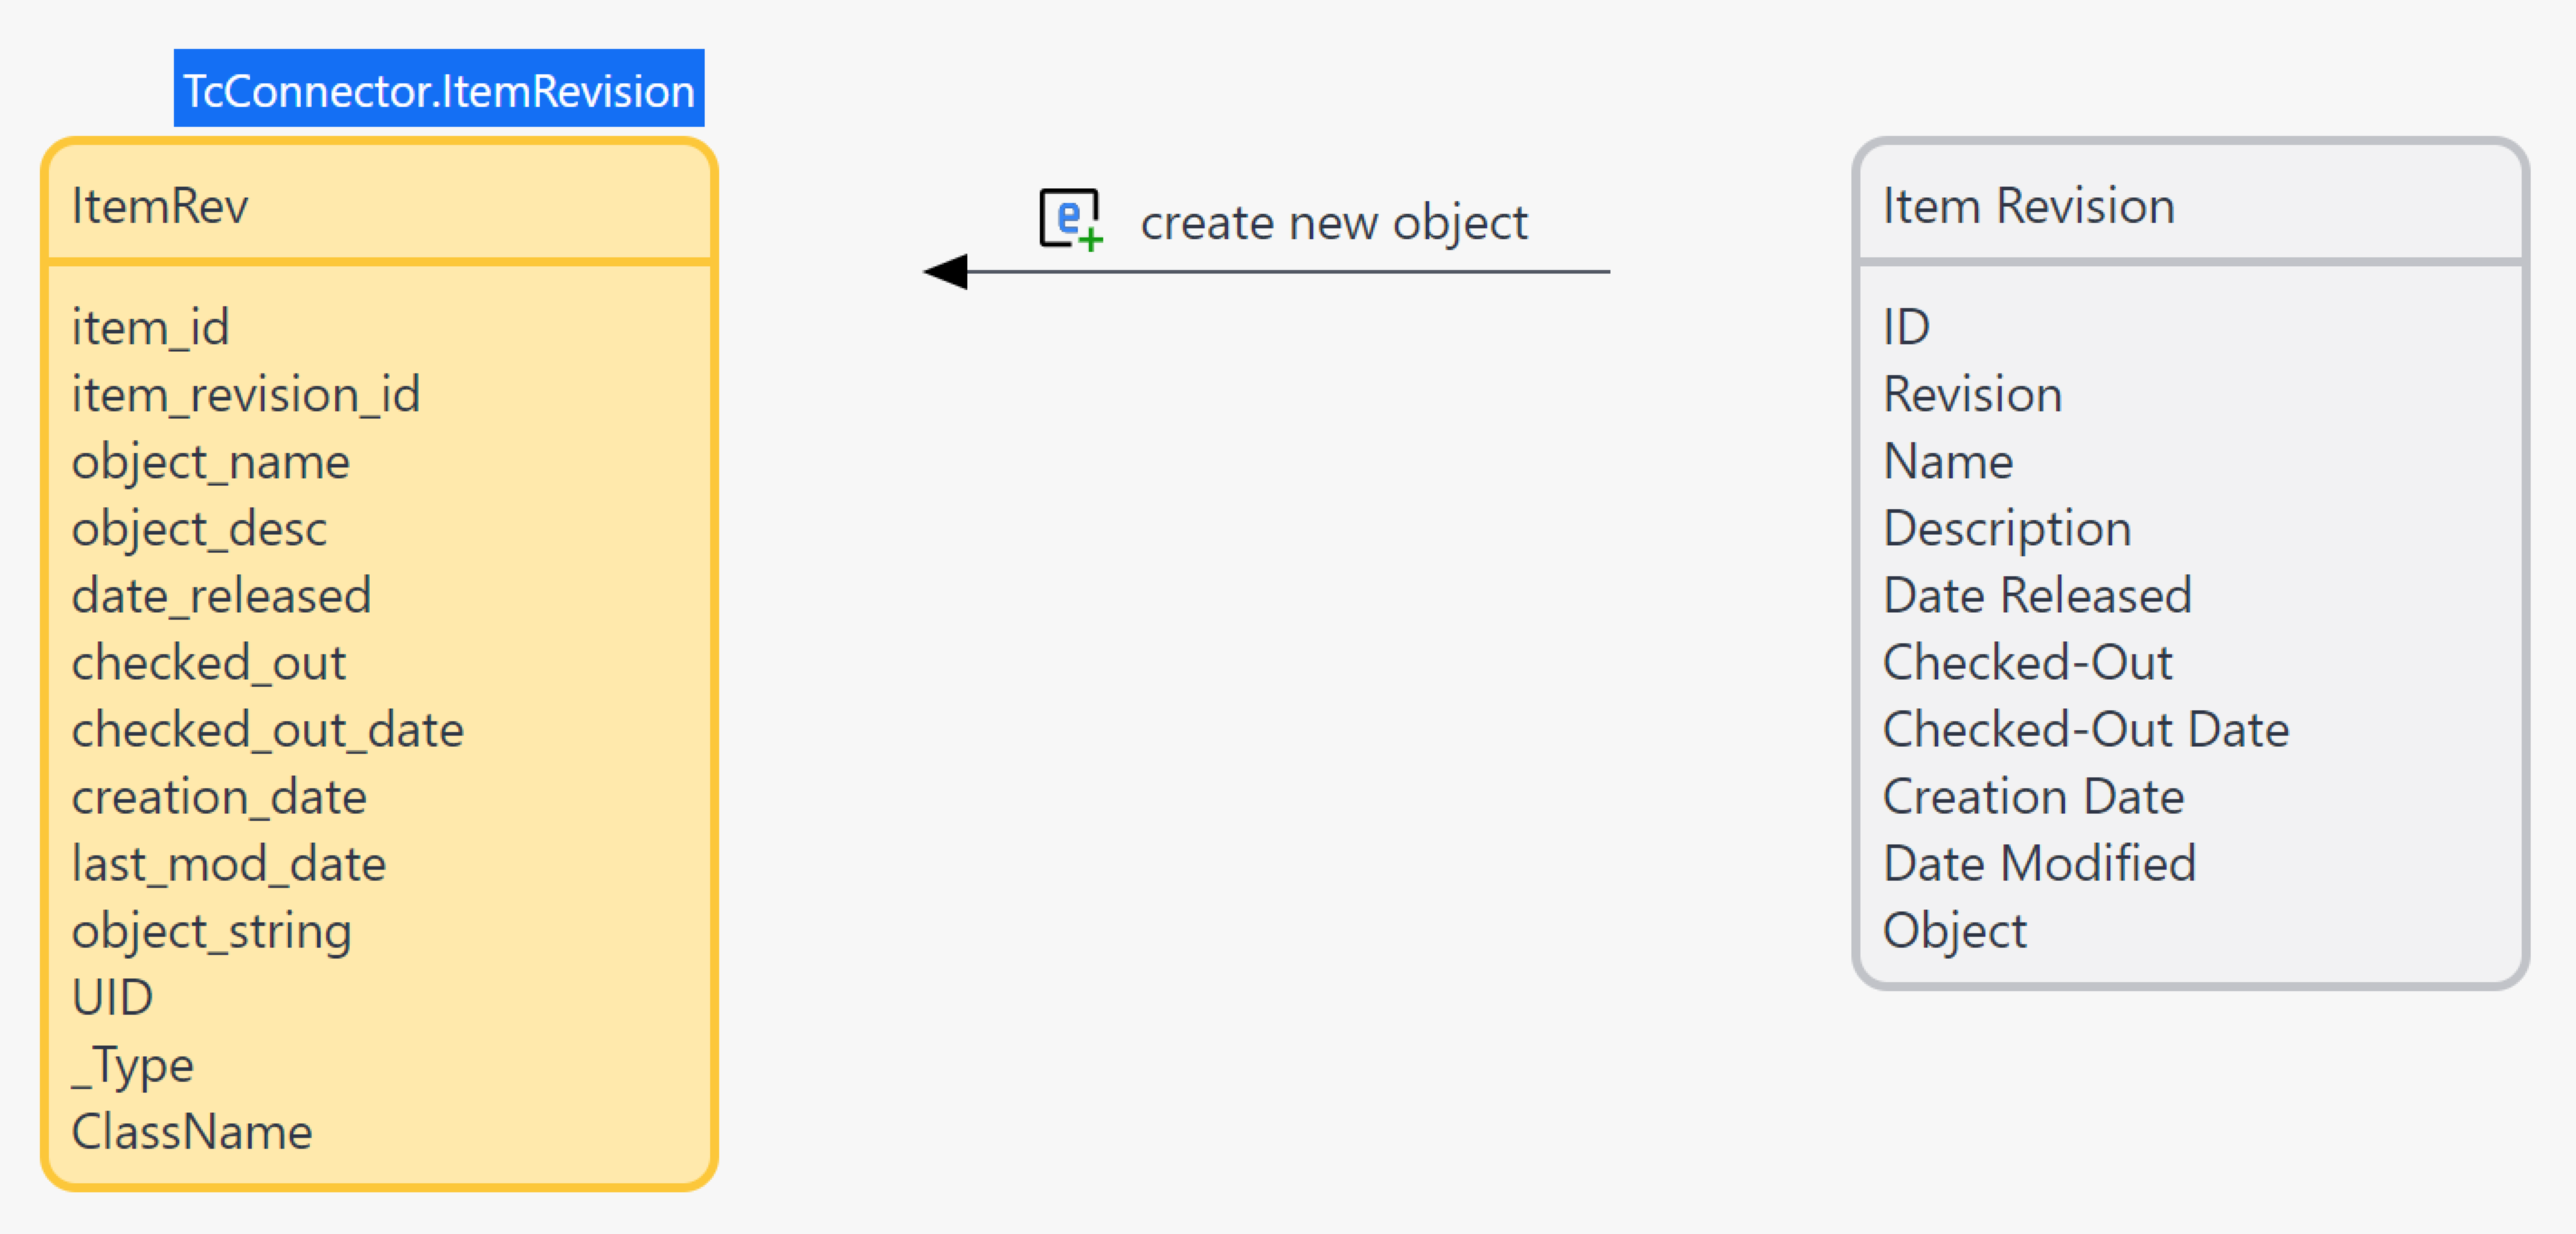 TcConnector.ItemRevision
ItemRev
item_id
item_revision_id
object_name
object_desc
date_released
checked_out
checked_out_date
creation_date
last_mod_date
object_string
UID
_Type
ClassName
create new object
Item Revision
ID
Revision
Name
Description
Date Released
Checked-Out
Checked-Out Date
Creation Date
Date Modified
Object